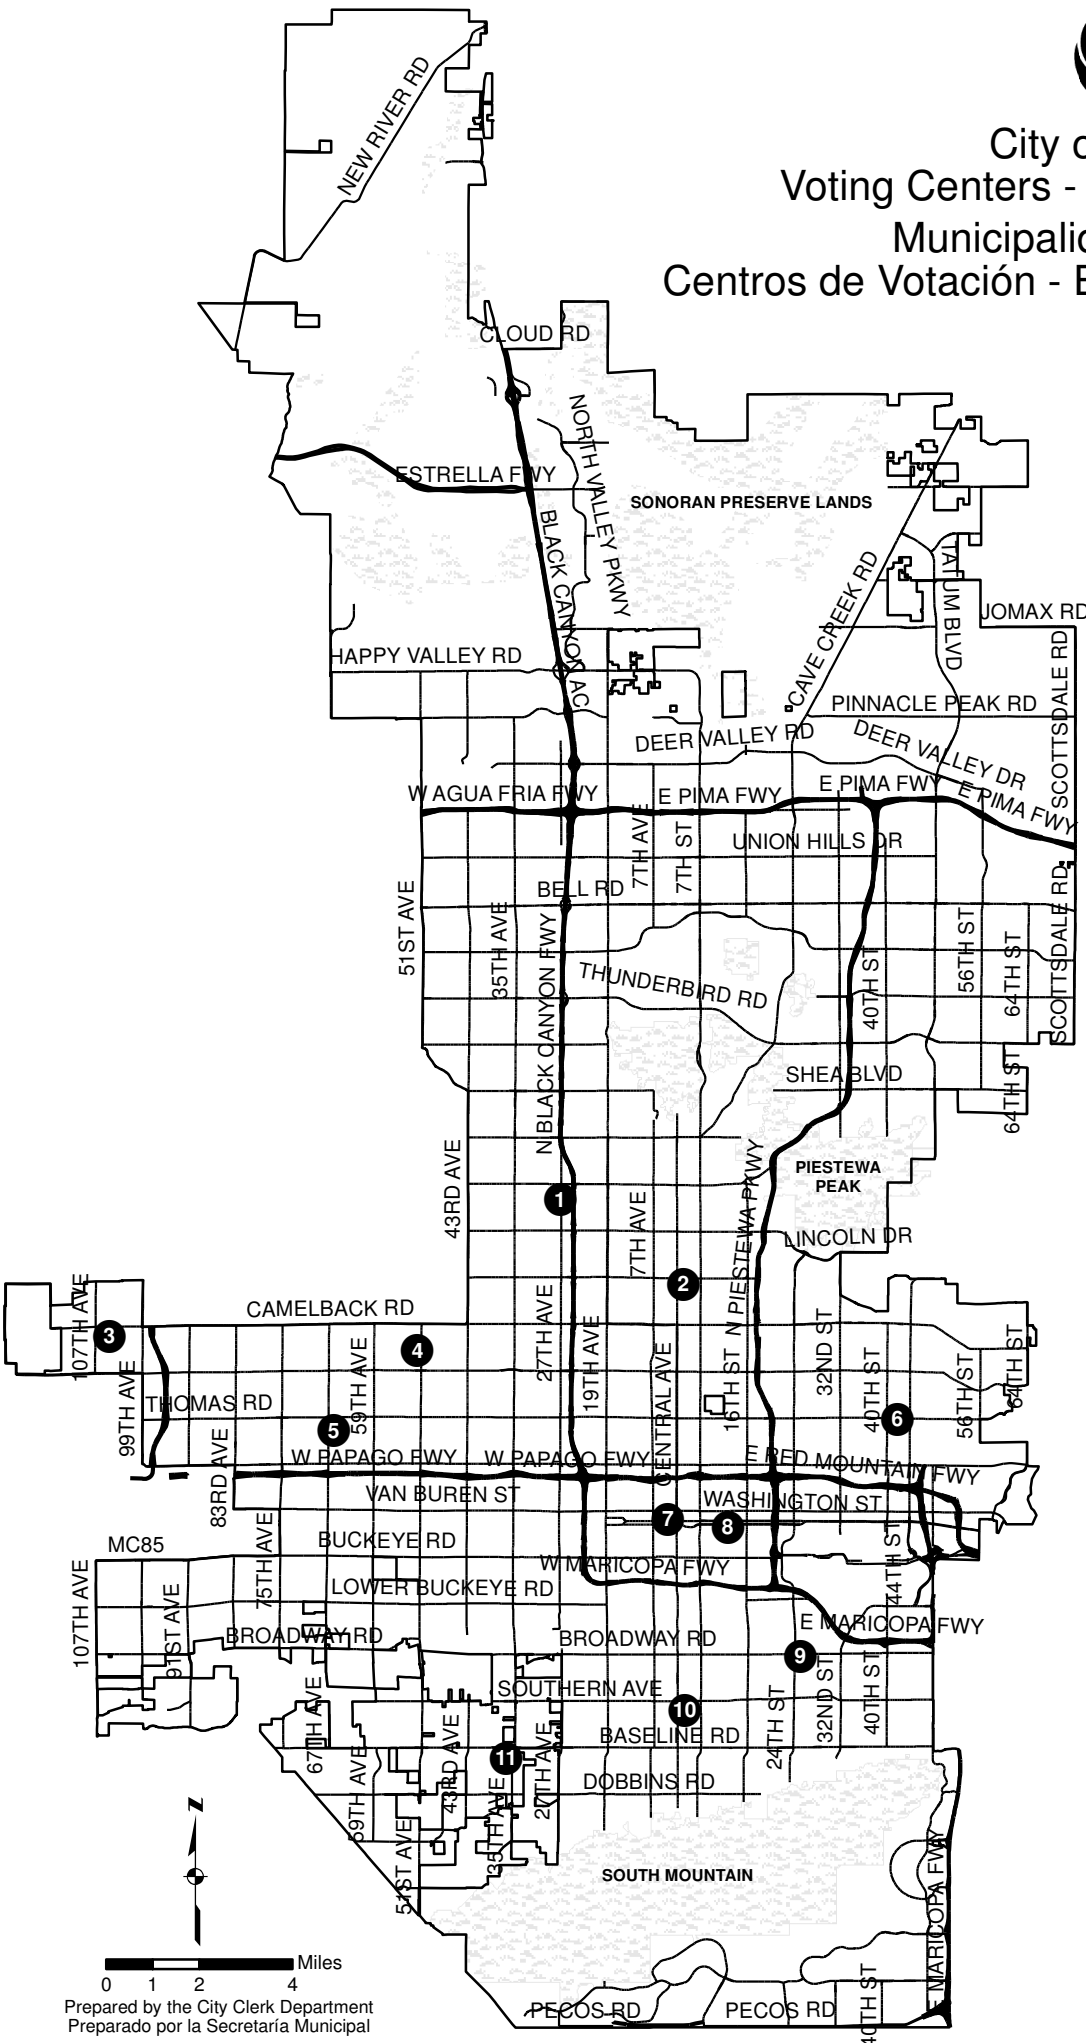 City
Voting Centers -
Centros de Votación -
NEW RIVER RD
CLOUD RD
NORTH VALLEY PKWY
ESTRELLA FWY
SONORAN PRESERVE LANDS
BLACK CANYON AC
CAVE CREEK RD
TATUM BLVD
JOMAX RD
HAPPY VALLEY RD
SCOTTSDALE RD
PINNACLE PEAK RD
DEER VALLEY RD
DEER VALLEY DR
W AGUA FRIA FWY
E PIMA FWY
E PIMA FWY
E PIMA FWY
7TH AVE
7TH ST
UNION HILLS DR
BELL RD
51ST AVE
35TH AVE
N BLACK CANYON FWY
THUNDERBIRD RD
40TH ST
56TH ST
64TH ST
SCOTTSDALE RD
SHEA BLVD
64TH ST
43RD AVE
PIESTEWA
PEAK
1
7TH AVE
N PIESTEWA PKWY
LINCOLN DR
2
107TH AVE
CAMELBACK RD
3
4
27TH AVE
19TH AVE
CENTRAL AVE
16TH ST
32ND ST
40TH ST
56TH ST
64TH ST
99TH AVE
THOMAS RD
59TH AVE
5
6
83RD AVE
W PAPAGO FWY
W PAPAGO FWY
E RED MOUNTAIN FWY
VAN BUREN ST
WASHINGTON ST
7
8
MC85
75TH AVE
BUCKEYE RD
W MARICOPA FWY
44TH ST
107TH AVE
91ST AVE
LOWER BUCKEYE RD
E MARICOPA FWY
BROADWAY RD
BROADWAY RD
9
67TH AVE
SOUTHERN AVE
10
24TH ST
32ND ST
40TH ST
BASELINE RD
59TH AVE
43RD AVE
11
27TH AVE
DOBBINS RD
35TH AVE
51ST AVE
SOUTH MOUNTAIN
E MARICOPA FWY
Z
PECOS RD
PECOS RD
40TH ST
Miles
0 1 2 4
Prepared by the City Clerk Department
Preparado por la Secretaría Municipal